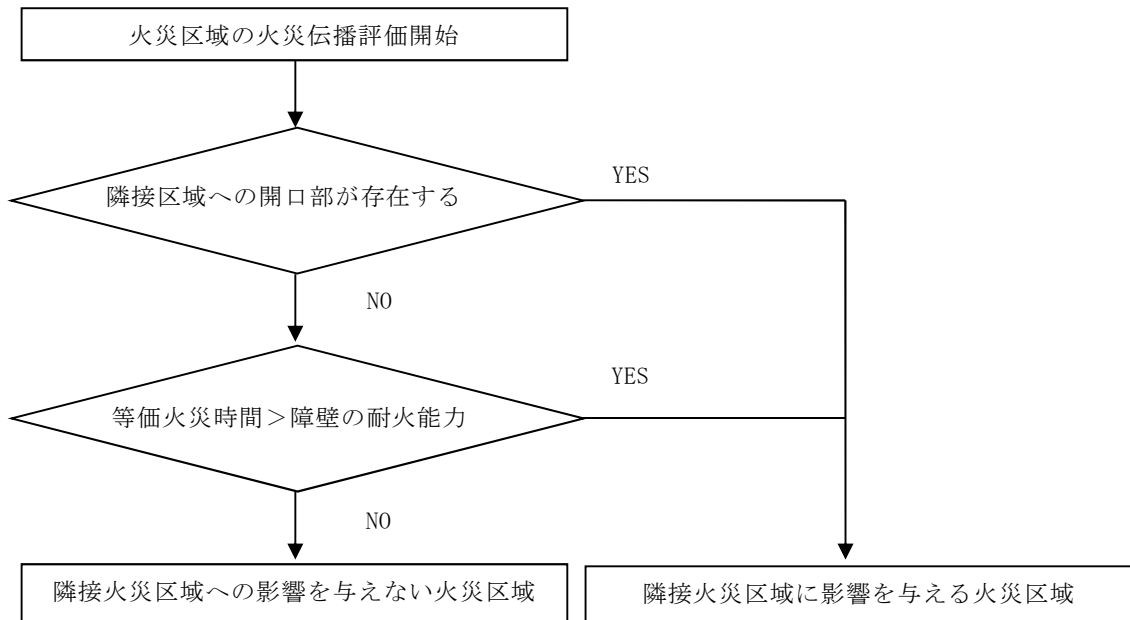 火災区域の火災伝播評価開始
隣接区域への開口部が存在する
YES
NO
等価火災時間＞障壁の耐火能力
YES
NO
隣接火災区域への影響を与えない火災区域
隣接火災区域に影響を与える火災区域